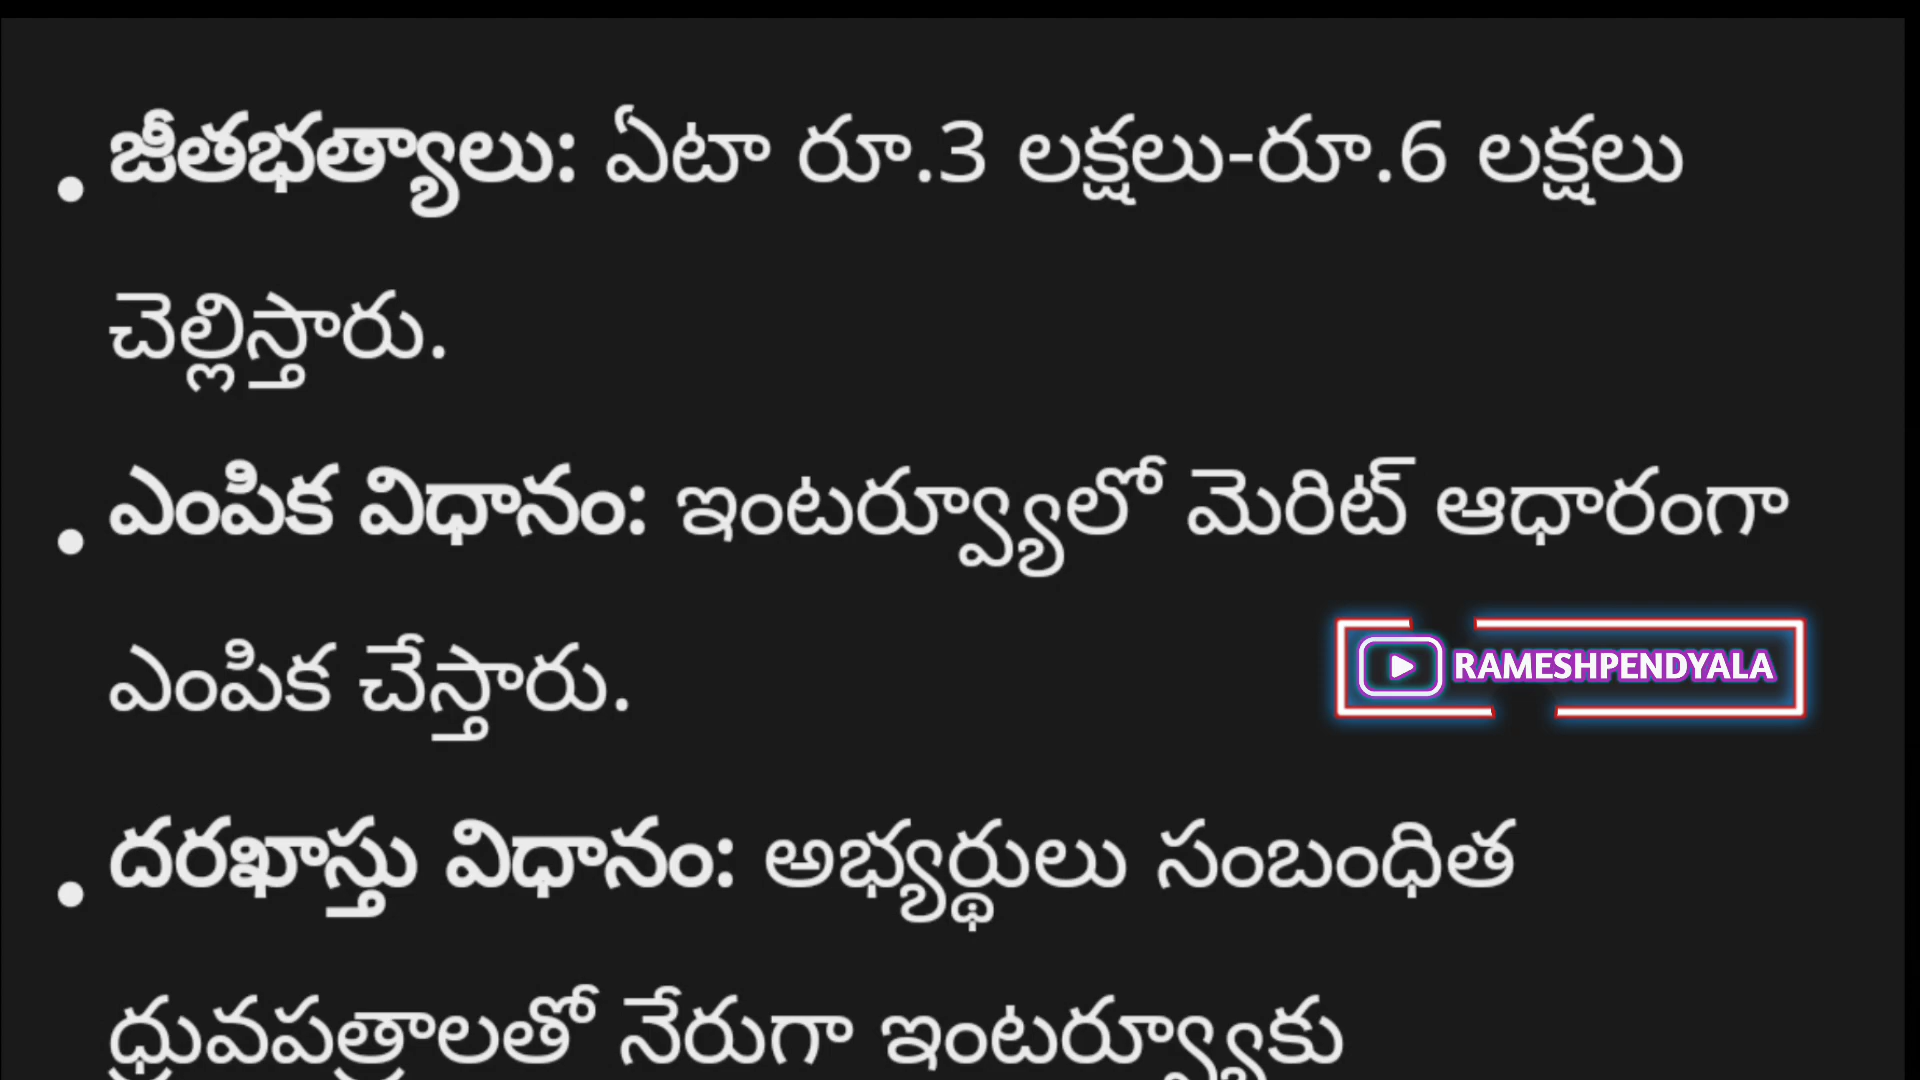 • జీతభత్యాలు: ఏటా రూ.3 లక్షలు-రూ.6 లక్షలు
చెల్లిస్తారు.
• ఎంపిక విధానం: ఇంటర్వ్యూలో మెరిట్ ఆధారంగా
ఎంపిక చేస్తారు.
RAMESHPENDYALA
• దరఖాస్తు విధానం: అభ్యర్థులు సంబంధిత
ధ్రువపత్రాలతో నేరుగా ఇంటర్వ్యూకు